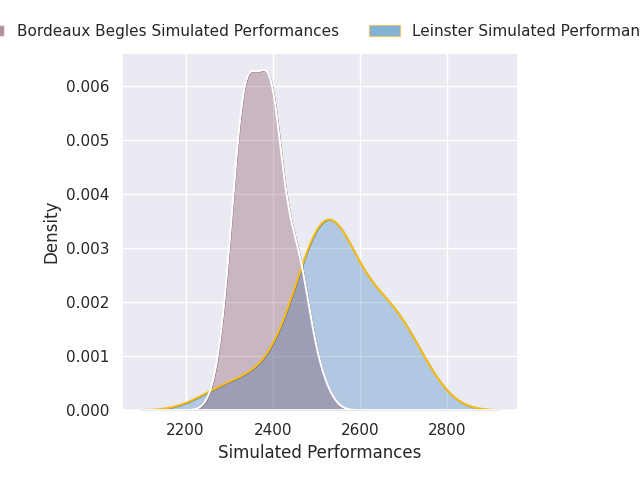 Bordeaux Begles Simulated Performances
Leinster Simulated Performan
0.006
0.005
0.004
0.003
0.002
0.001
0.000
Density
2200 2400 2600 2800
Simulated Performances